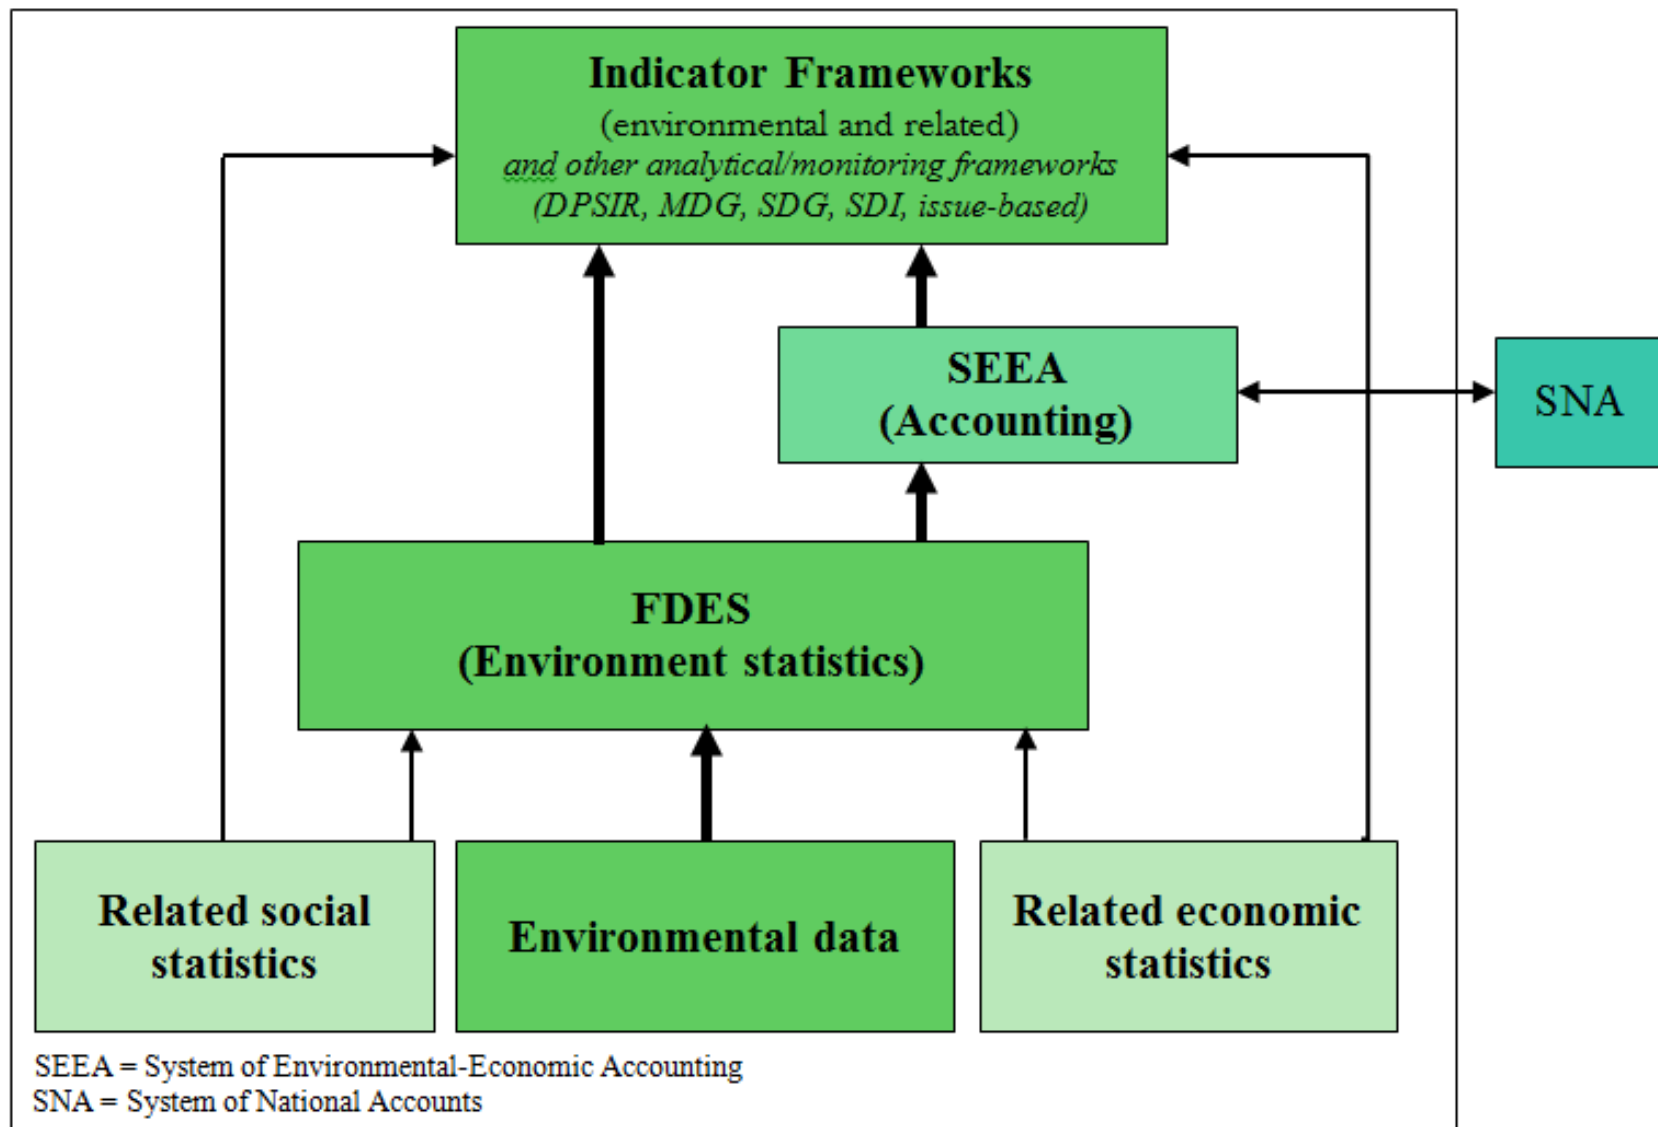 Indicator Frameworks
(environmental and related)
and other analytical/monitoring frameworks
(DPSIR, MDG, SDG, SDI, issue-based)
SEEA
(Accounting)
SNA
FDES
(Environment statistics)
Related social
statistics
Environmental data
Related economic
statistics
SEEA = System of Environmental-Economic Accounting
SNA = System of National Accounts